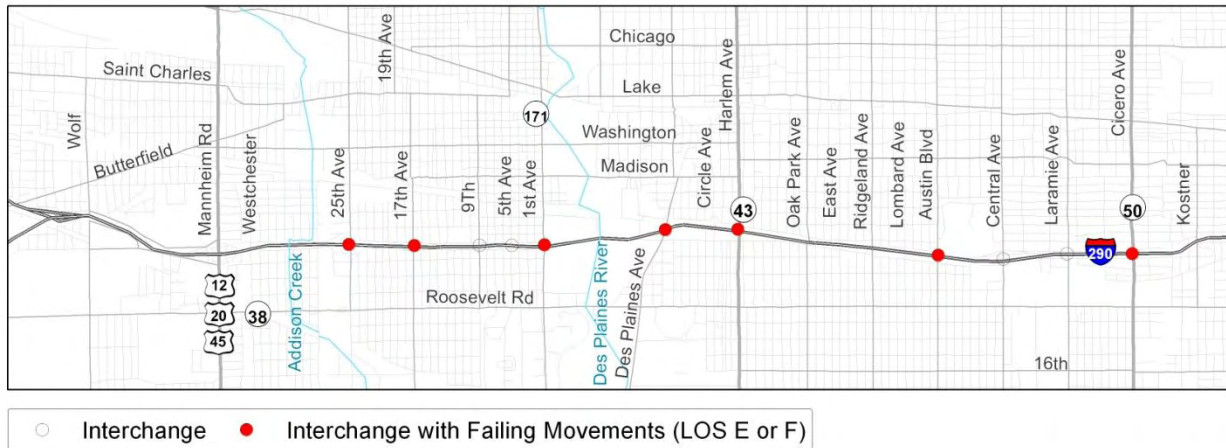 Chicago
Saint Charles
19th Ave
Lake
Harlem Ave
Cicero Ave
171
Wolf
Butterfield
Mannheim Rd
Westchester
Washington
Madison
25th Ave
17th Ave
9Th
5th Ave
1st Ave
Circle Ave
Oak Park Ave
East Ave
Ridgeland Ave
Lombard Ave
Austin Blvd
Central Ave
Laramie Ave
Kostner
43
50
290
12
20
45
38
Addison Creek
Roosevelt Rd
Des Plaines River
Des Plaines Ave
16th
Interchange
Interchange with Failing Movements (LOS E or F)